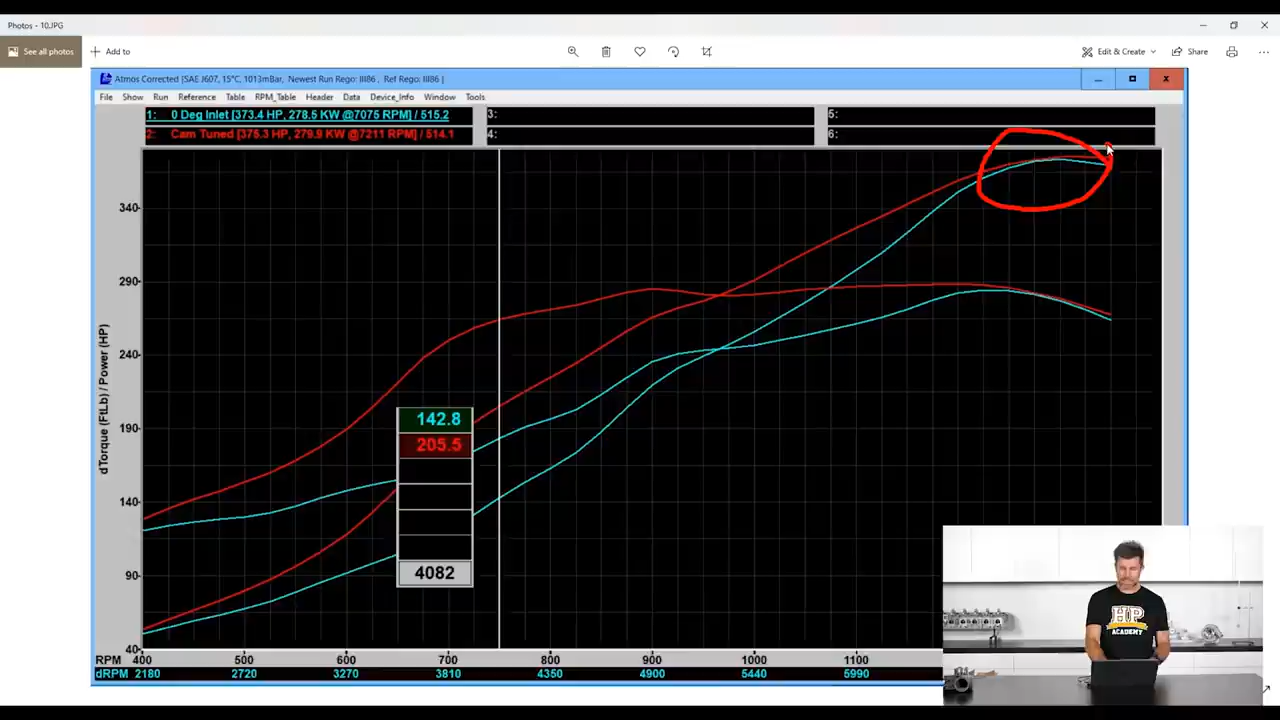 Photos - 10.JPG
See all photos
Add to
Edit & Create
Share
Atmos Corrected [SAE J607, 15°C, 1013mBar, Newest Run Rego: III86 , Ref Rego: III86 ]
File Show Run Reference Table RPM_Table Header Data Device_Info Window Tools
1: 0 Deg Inlet [373.4 HP, 278.5 KW @7075 RPM] / 515.2 3: 5:
2: Cam Tuned [375.3 HP, 279.9 KW @7211 RPM] / 514.1 4: 6:
dTorque (FtLb) / Power (HP)
340
290
240
190
140
90
40
142.8
205.5
4082
RPM 400 500 600 700 800 900 1000 1100
dRPM 2180 2720 3270 3810 4350 4900 5440 5990
HP
ACADEMY